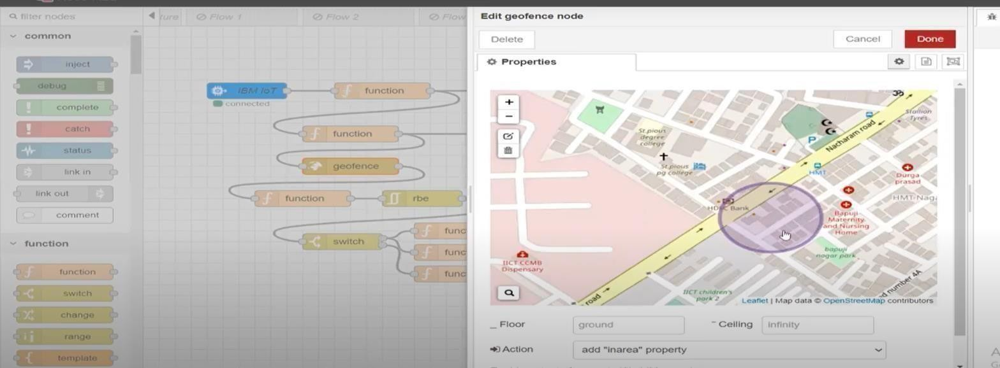 filter nodes
ture
Flow 1
Flow 2
Flow
Edit geofence node
Delete
Cancel
Done
Properties
common
inject
debug
complete
catch
status
link in
link out
comment
function
function
switch
change
range
template
IBM IoT
connected
function
function
geofence
function
rbe
switch
func
func
func
+
−
St.pious
degree
college
St.pious
pg college
Nacharam road
Stallion
Tyres
P
HMT
Durga
prasad
HMT Naga
HDFC Bank
Bapuji
Maternity
and Nursing
Home
bapuji
nagar park
IICT CCMB
Dispensary
IICT children's
park 2
road
d number 4A
Leaflet | Map data © OpenStreetMap contributors
Floor
ground
Ceiling
infinity
Action
add "inarea" property